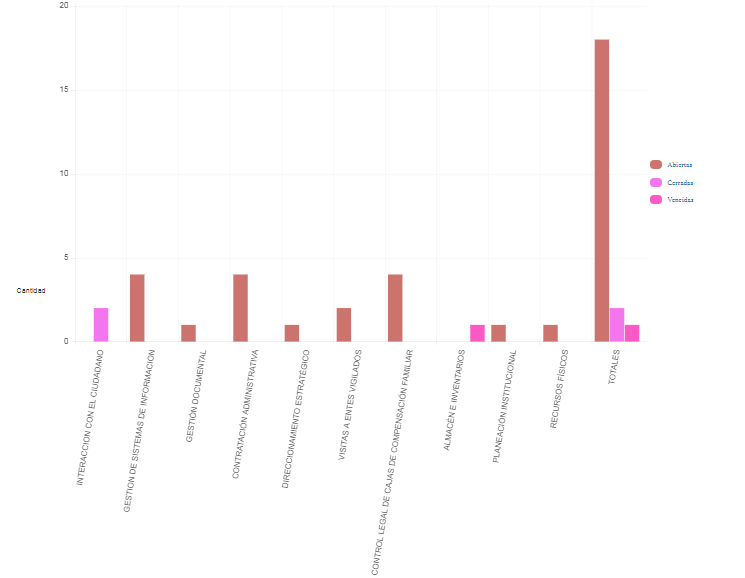 20
15
10
5
0
Cantidad
INTERACCION CON EL CIUDADANO
GESTION DE SISTEMAS DE INFORMACION
GESTIÓN DOCUMENTAL
CONTRATACIÓN ADMINISTRATIVA
DIRECCIONAMIENTO ESTRATÉGICO
VISITAS A ENTES VIGILADOS
CONTROL LEGAL DE CAJAS DE COMPENSACIÓN FAMILIAR
ALMACÉN E INVENTARIOS
PLANEACIÓN INSTITUCIONAL
RECURSOS FÍSICOS
TOTALES
Abiertas
Cerradas
Vencidas